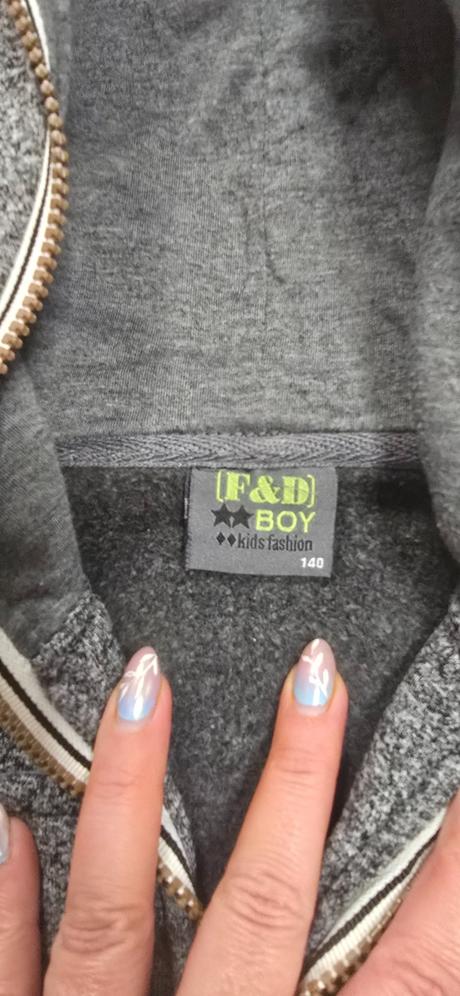 [F&D]
★★BOY
♦♦kids fashion
140